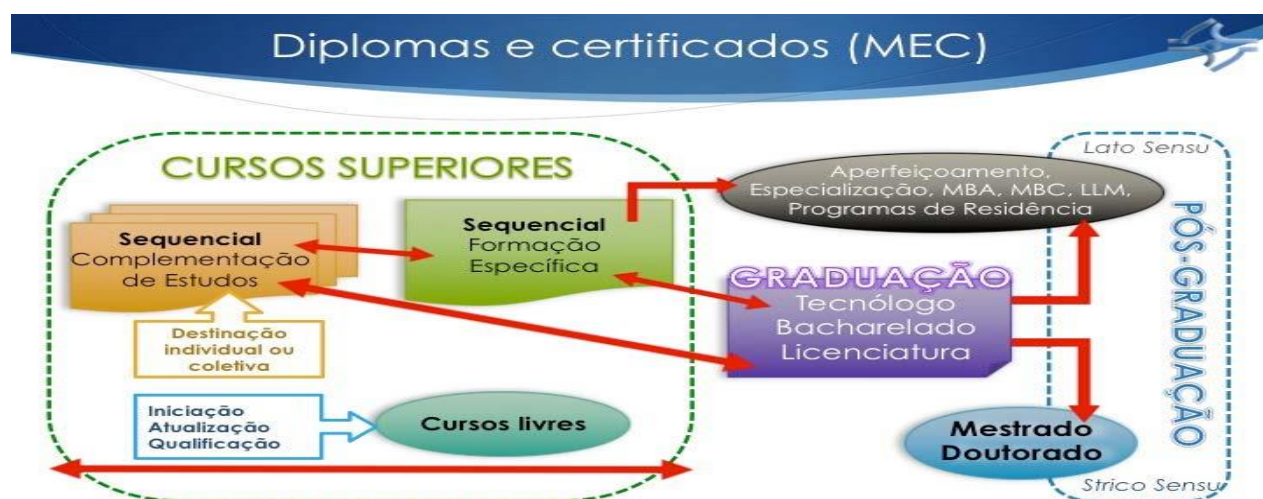 Diplomas e certificados (MEC)
CURSOS SUPERIORES
Sequencial
Complementação
de Estudos
Destinação
individual ou
coletiva
Sequencial
Formação
Específica
Iniciação
Atualização
Qualificação
Cursos livres
Lato Sensu
Aperfeiçoamento,
Especialização, MBA, MBC, LLM,
Programas de Residência
GRADUAÇÃO
Tecnólogo
Bacharelado
Licenciatura
PÓS-GRADUAÇÃO
Mestrado
Doutorado
Strico Sensu